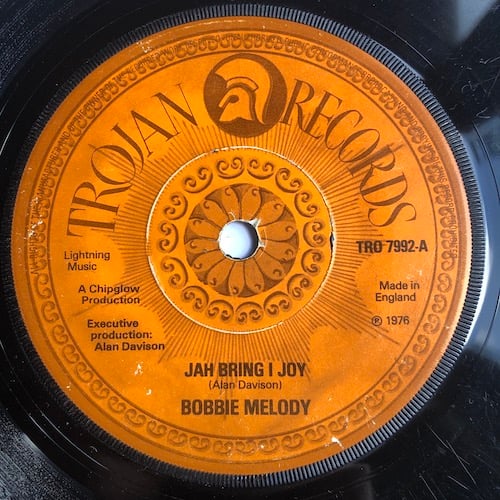 TROJAN RECORDS
TRO 7992-A
Lightning
Music
A Chipglow
Production
Executive
production:
Alan Davison
Made in
England
℗ 1976
JAH BRING I JOY
(Alan Davison)
BOBBIE MELODY